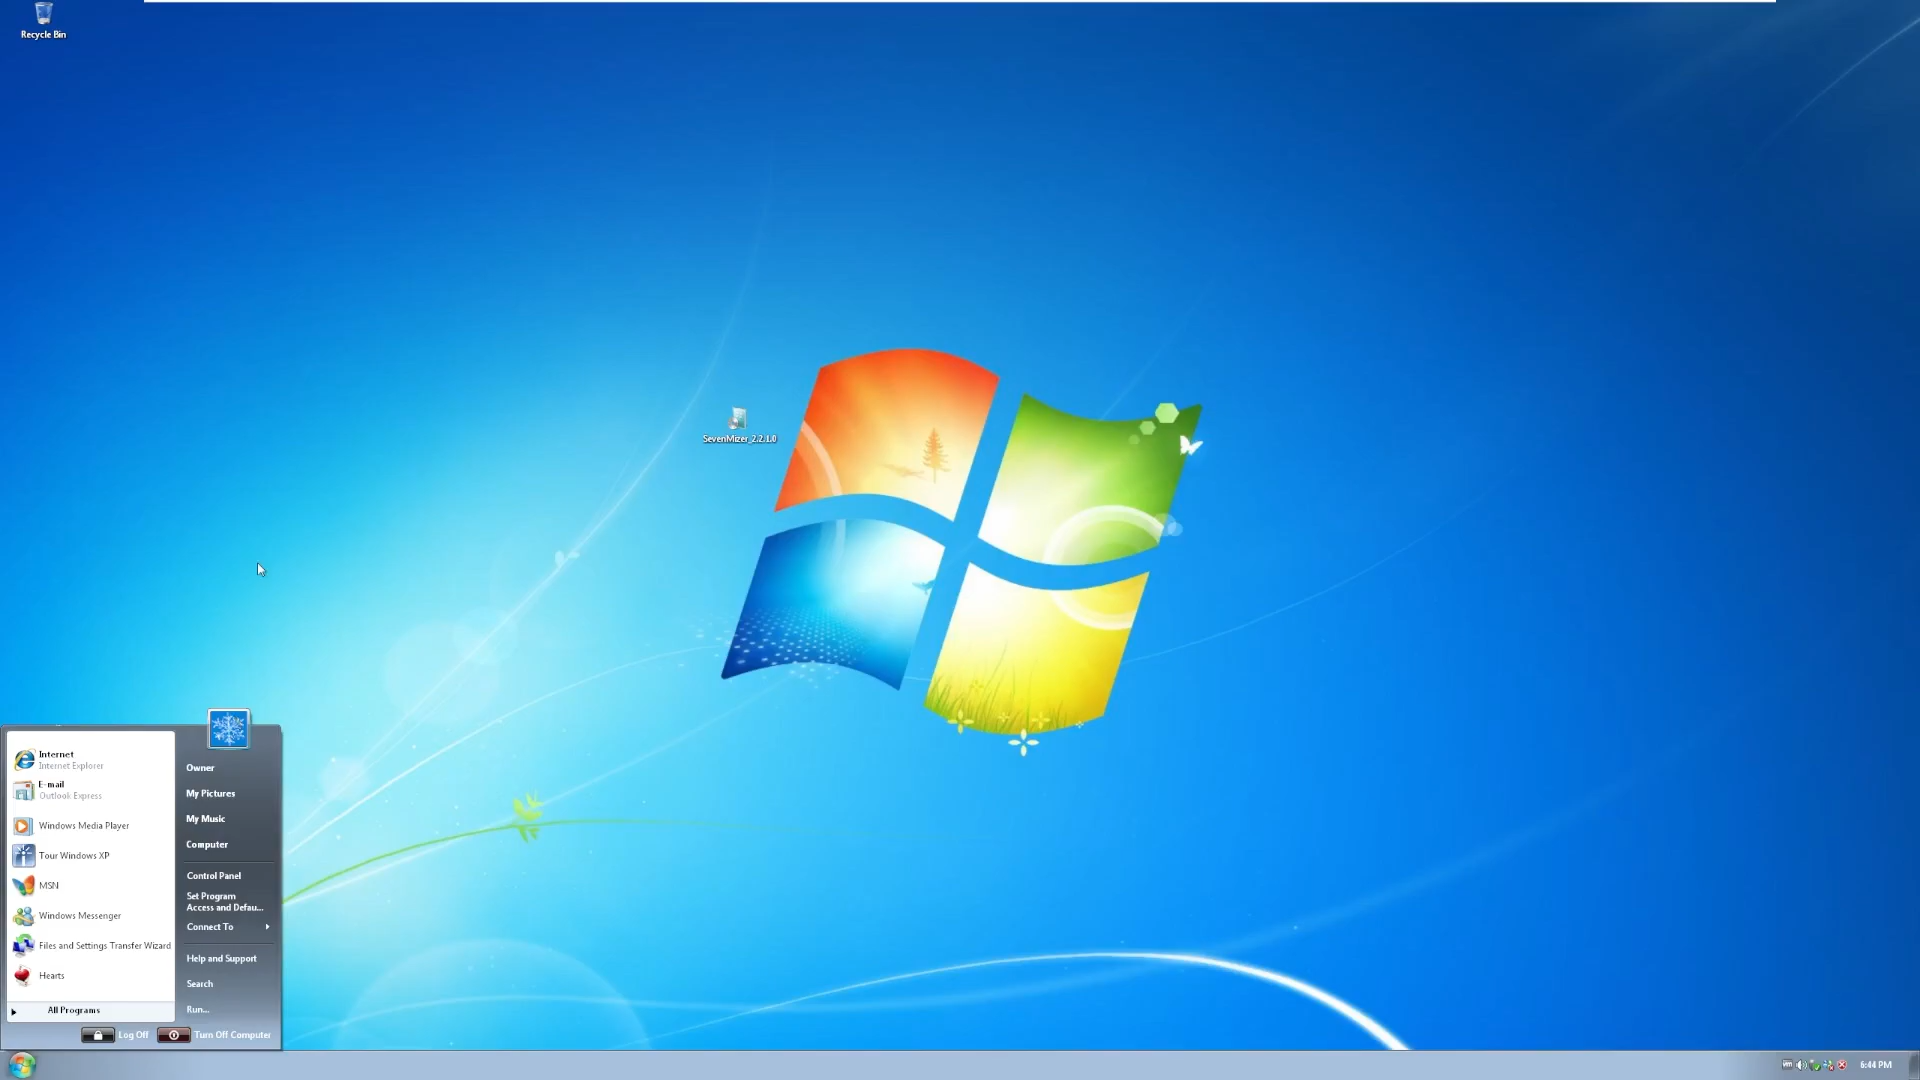 Recycle Bin
SevenMizer_2.2.1.0
Internet
Internet Explorer
E-mail
Outlook Express
Windows Media Player
Tour Windows XP
MSN
Windows Messenger
Files and Settings Transfer Wizard
Hearts
All Programs
Owner
My Pictures
My Music
Computer
Control Panel
Set Program
Access and Defau...
Connect To
Help and Support
Search
Run...
Log Off
Turn Off Computer
6:44 PM